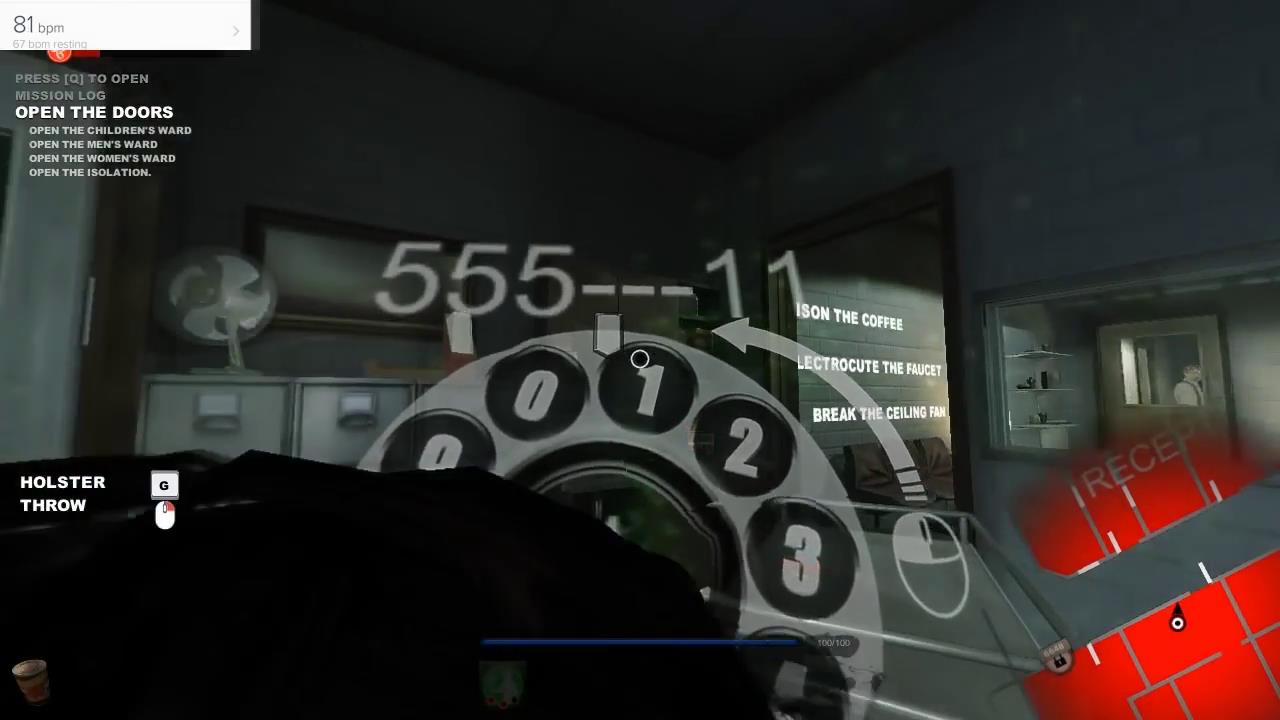 81 bpm
67 bpm resting
PRESS [Q] TO OPEN
MISSION LOG
OPEN THE DOORS
OPEN THE CHILDREN'S WARD
OPEN THE MEN'S WARD
OPEN THE WOMEN'S WARD
OPEN THE ISOLATION.
555----11
ISON THE COFFEE
LECTROCUTE THE FAUCET
BREAK THE CEILING FAN
9 0 1 2 3
HOLSTER G
THROW
RECEPT
100/100